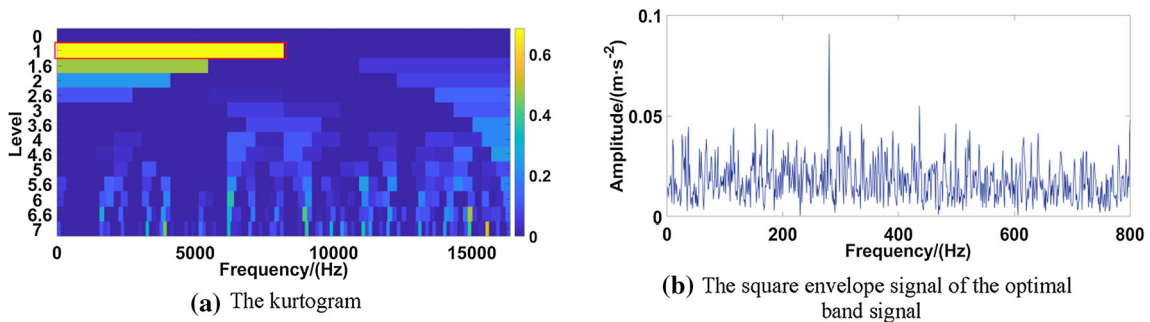 0
1
1.6
2
2.6
3
3.6
4
4.6
5
5.6
6
6.6
7
Level
0 5000 10000 15000
Frequency/(Hz)
0.6
0.4
0.2
0
(a) The kurtogram
0.1
0.05
0
Amplitude/(m·s⁻²)
0 200 400 600 800
Frequency/(Hz)
(b) The square envelope signal of the optimal
band signal